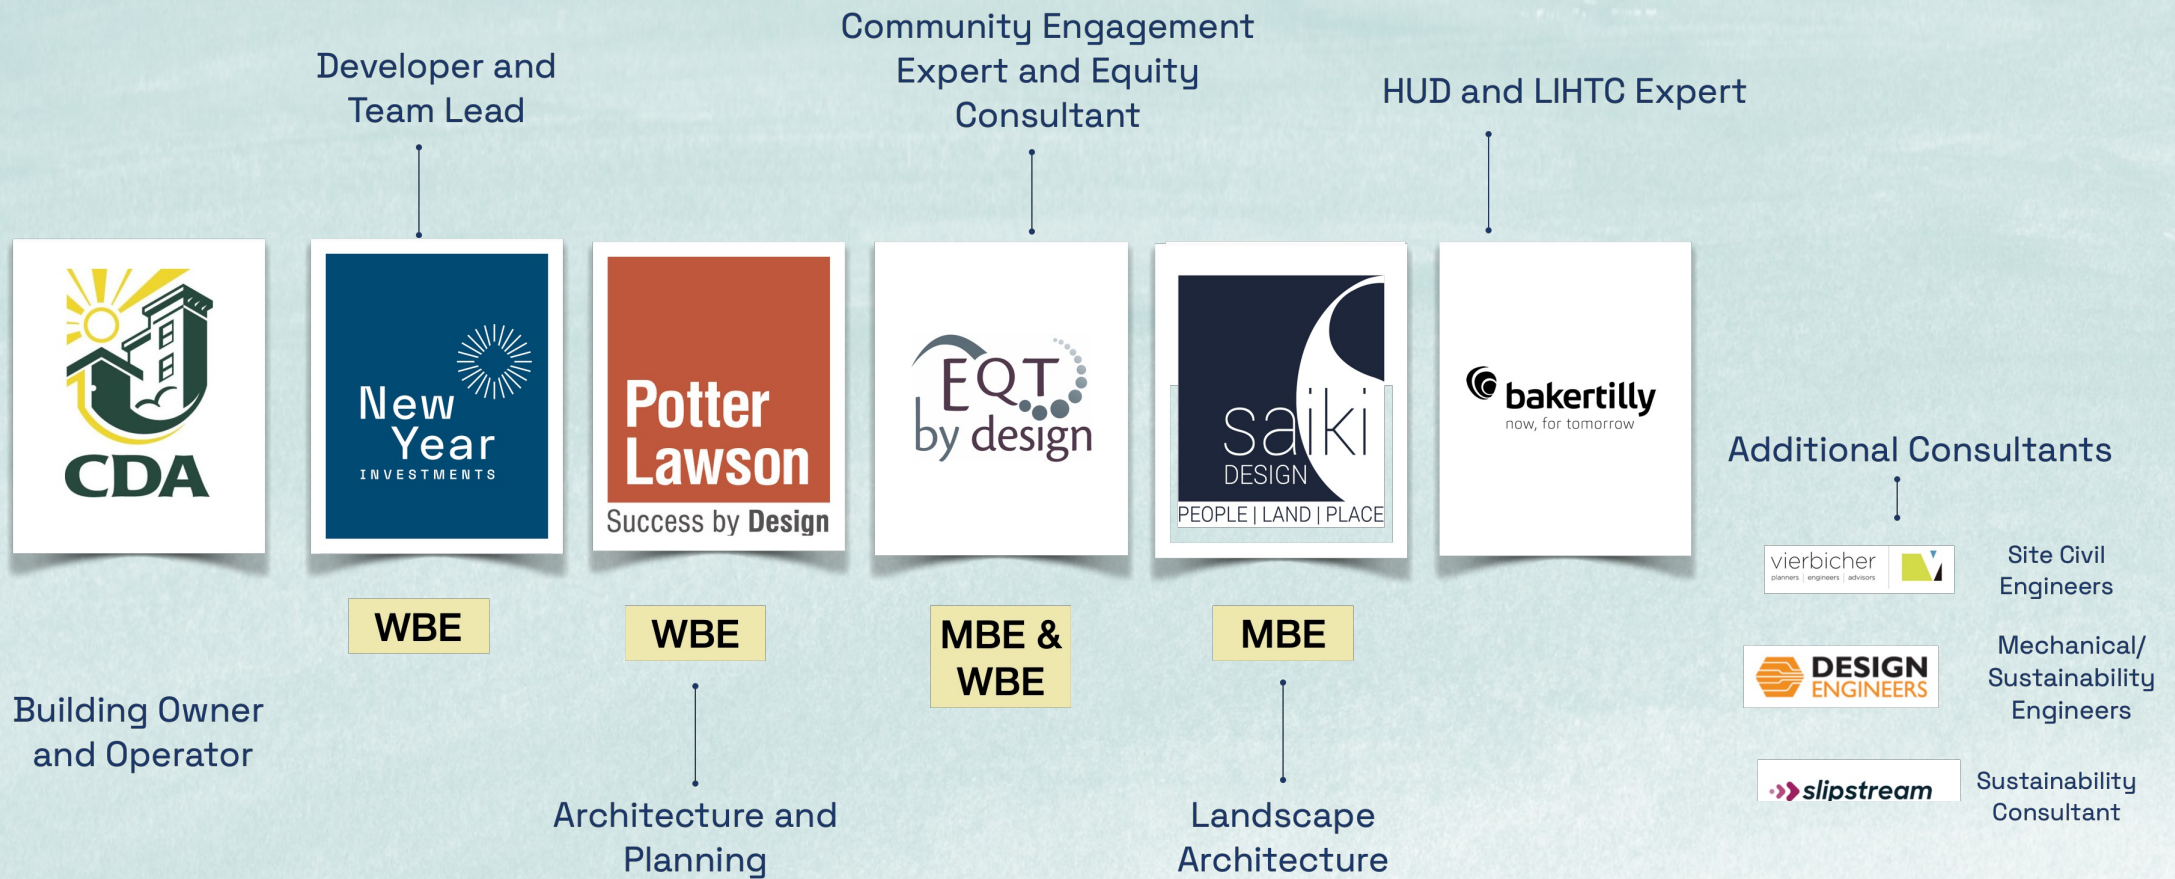 Developer and
Team Lead
Community Engagement
Expert and Equity
Consultant
HUD and LIHTC Expert
CDA
New
Year
INVESTMENTS
Potter
Lawson
Success by Design
EQT
by design
saiki
DESIGN
PEOPLE | LAND | PLACE
bakertilly
now, for tomorrow
WBE
WBE
MBE &
WBE
MBE
Building Owner
and Operator
Architecture and
Planning
Landscape
Architecture
Additional Consultants
vierbicher
planners | engineers | advisors
Site Civil
Engineers
DESIGN
ENGINEERS
Mechanical/
Sustainability
Engineers
slipstream
Sustainability
Consultant